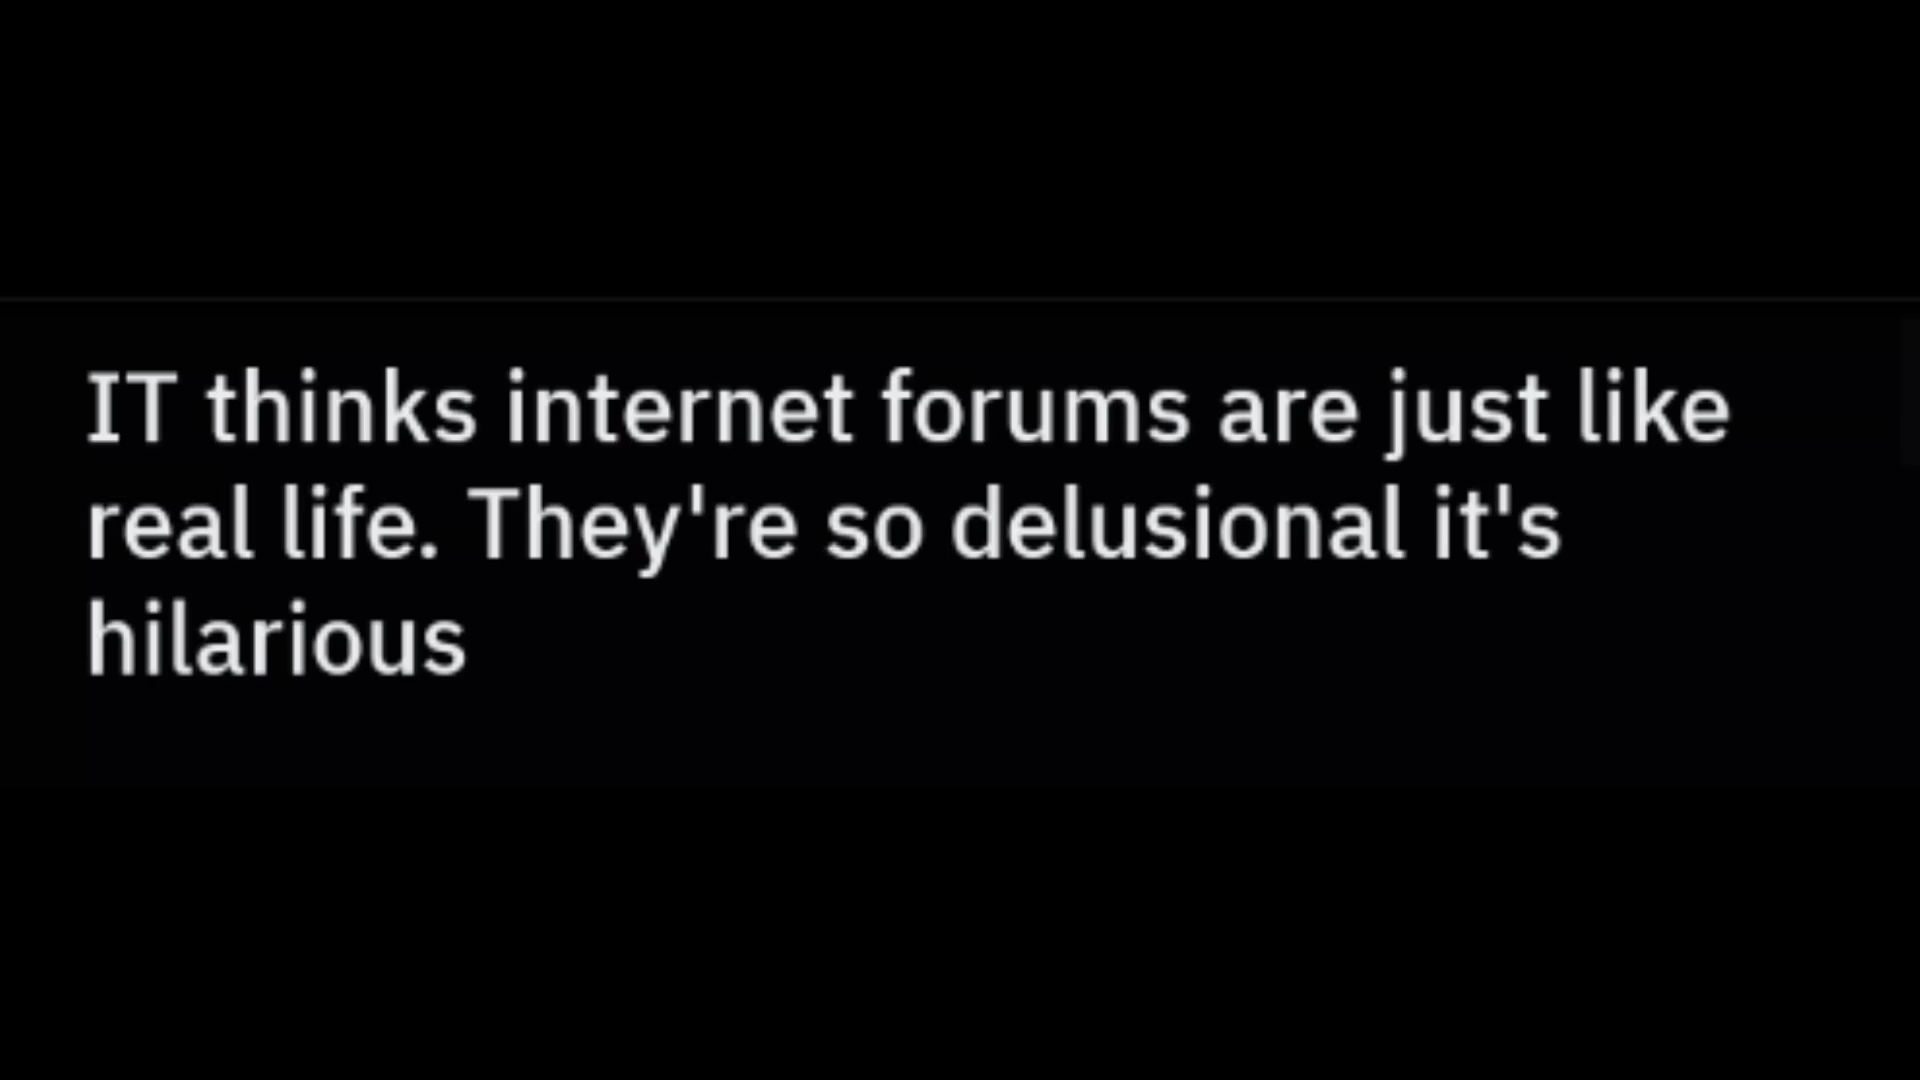 IT thinks internet forums are just like
real life. They're so delusional it's
hilarious